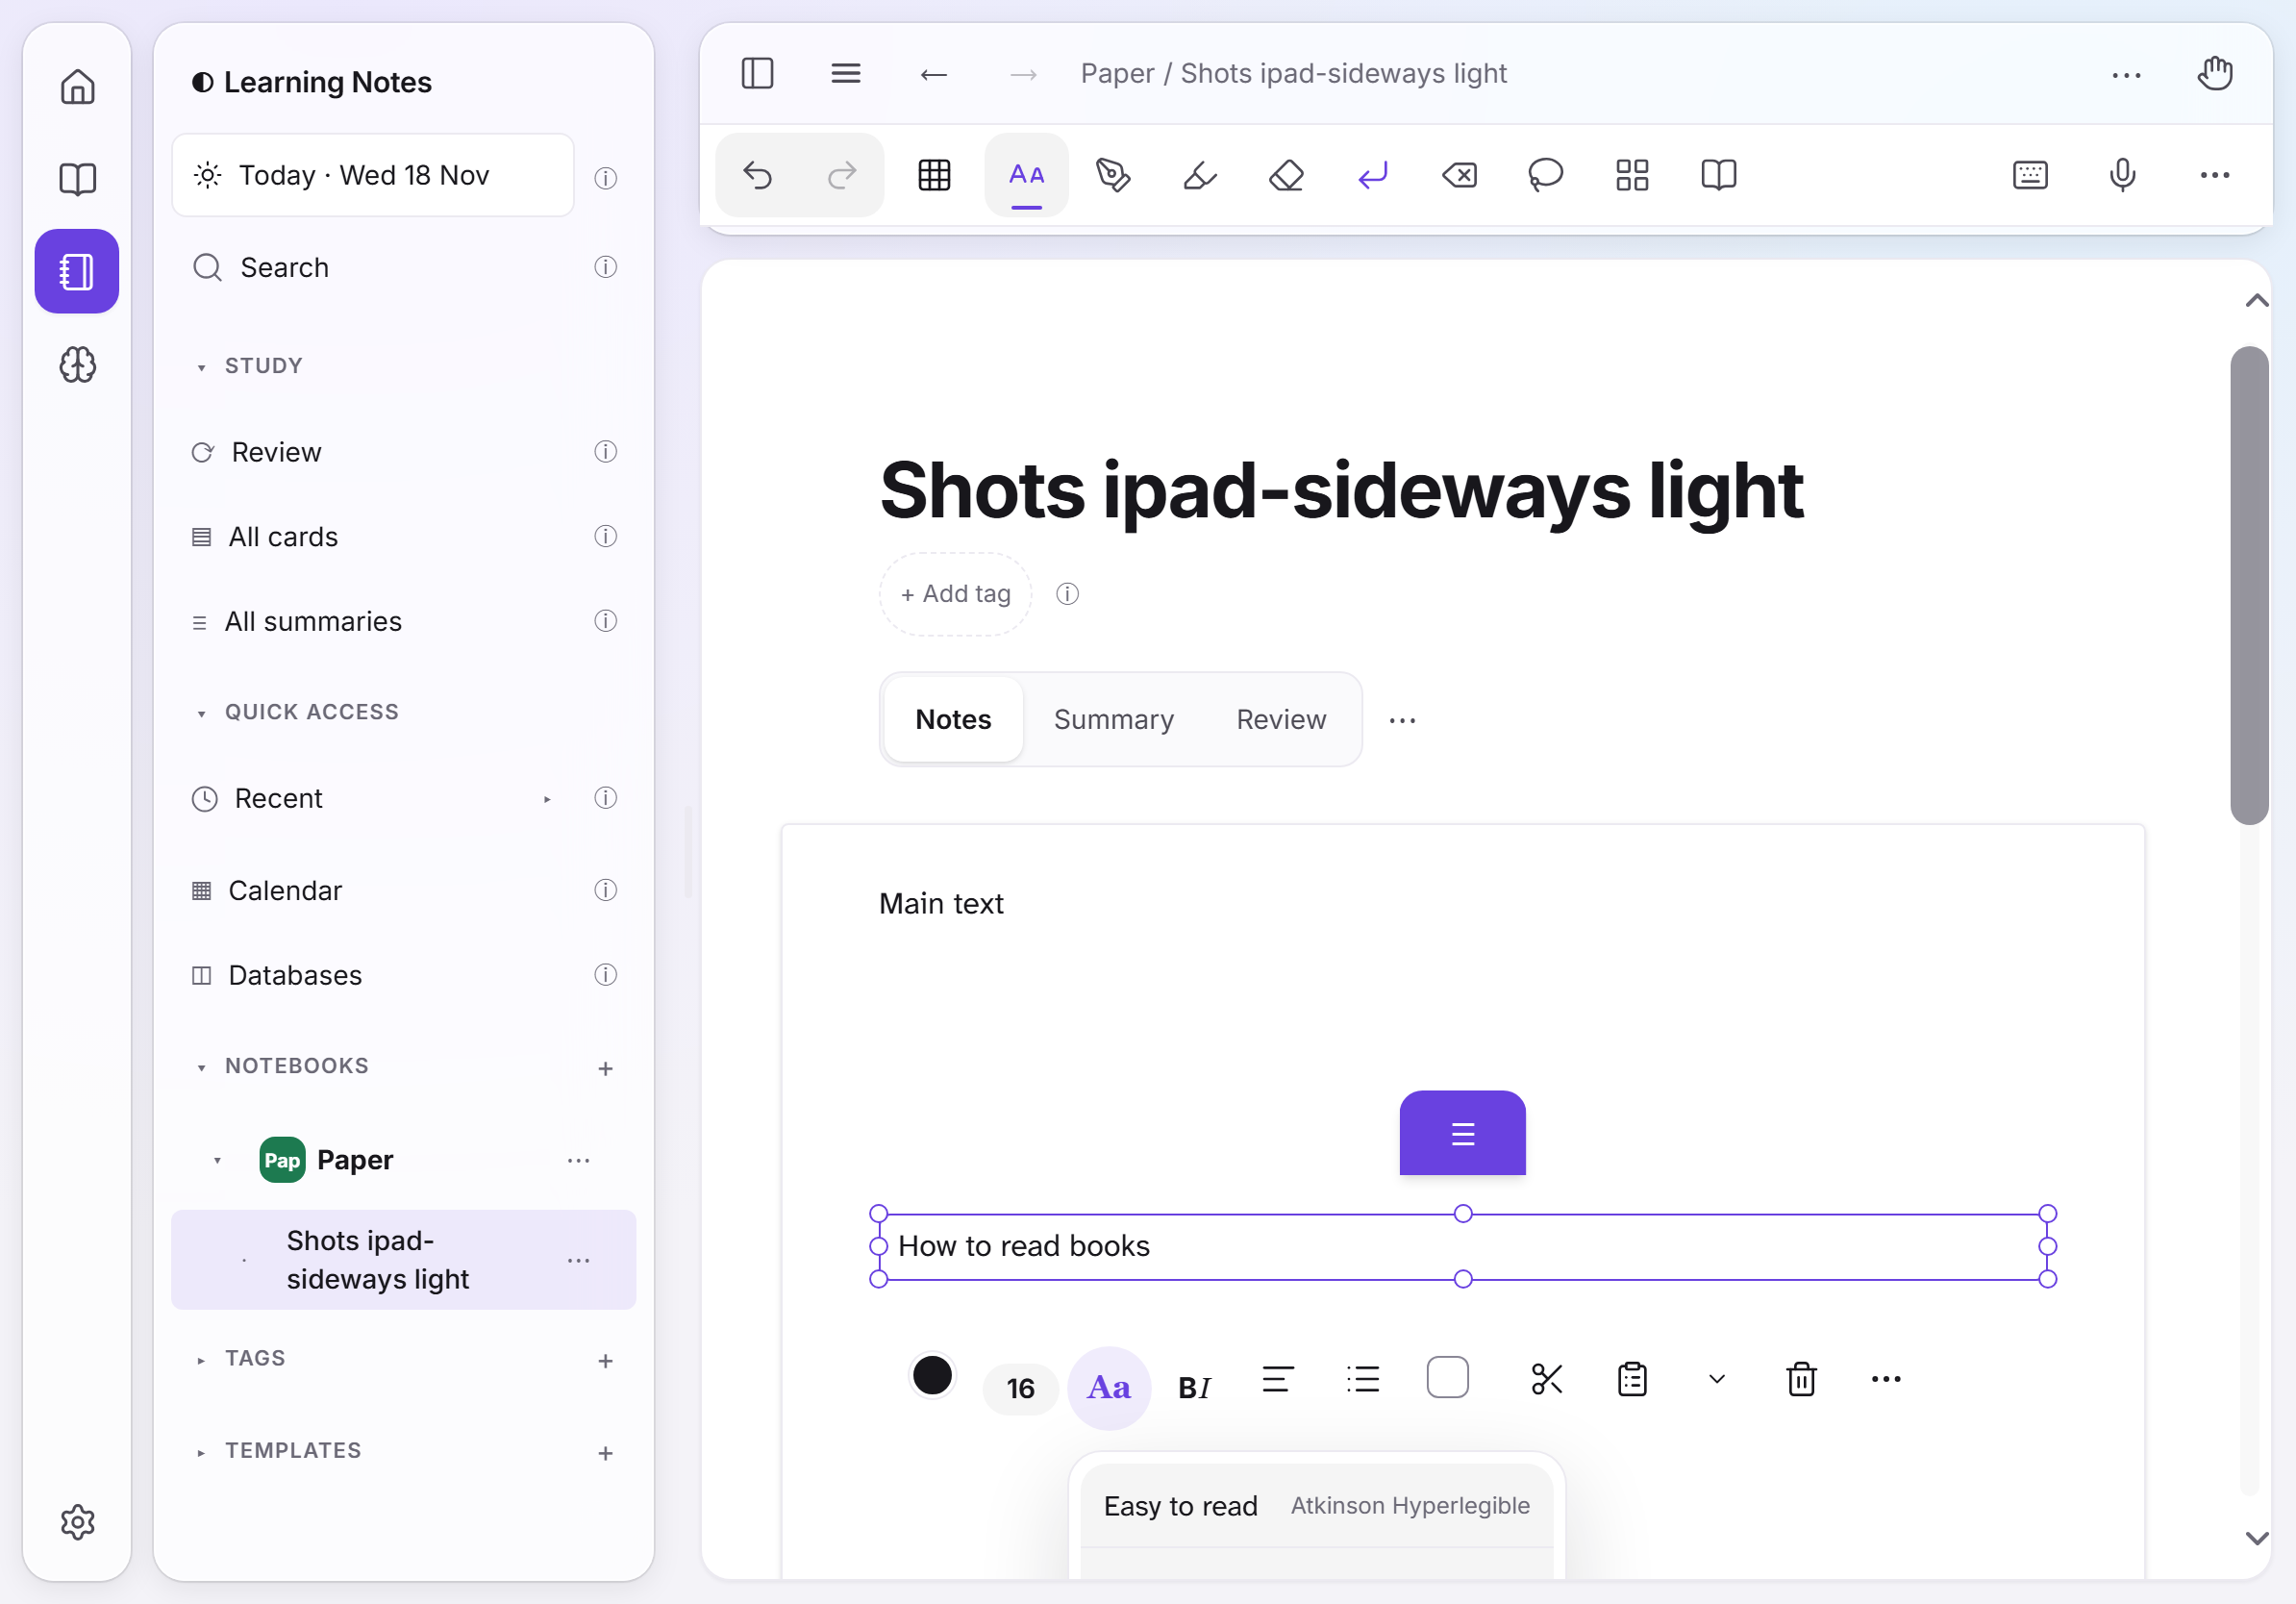 Learning Notes
Today · Wed 18 Nov
Search
STUDY
Review
All cards
All summaries
QUICK ACCESS
Recent
Calendar
Databases
NOTEBOOKS
Pap Paper
Shots ipad-
sideways light
TAGS
TEMPLATES
Paper / Shots ipad-sideways light
AA
Shots ipad-sideways light
+ Add tag
Notes Summary Review
Main text
How to read books
16 Aa BI
Easy to read Atkinson Hyperlegible